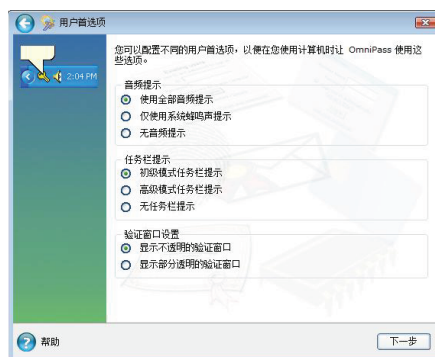 用户首选项
您可以配置不同的用户首选项，以便在您使用计算机时让 OmniPass 使用这
些选项。
2:04 PM
音频提示
使用全部音频提示
仅使用系统蜂鸣声提示
无音频提示
任务栏提示
初级模式任务栏提示
高级模式任务栏提示
无任务栏提示
验证窗口设置
显示不透明的验证窗口
显示部分透明的验证窗口
帮助
下一步